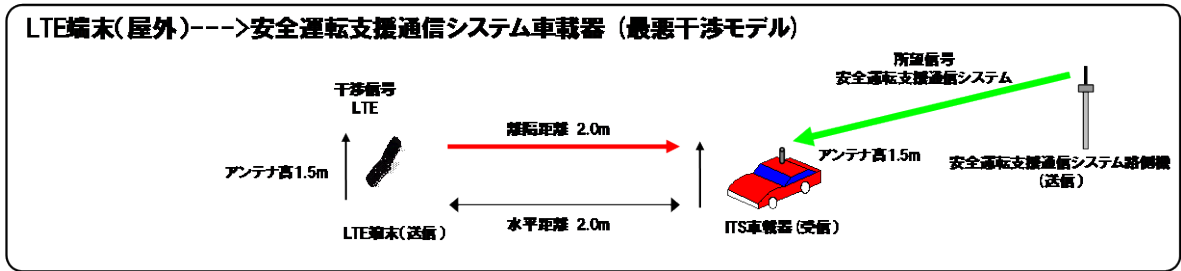 LTE端末(屋外)--->安全運転支援通信システム車載器 (最悪干渉モデル)
所望信号
安全運転支援通信システム
干渉信号
LTE
離隔距離 2.0m
アンテナ高1.5m
アンテナ高1.5m
安全運転支援通信システム路側機
(送信)
水平距離 2.0m
LTE端末(送信)
ITS車載器(受信)